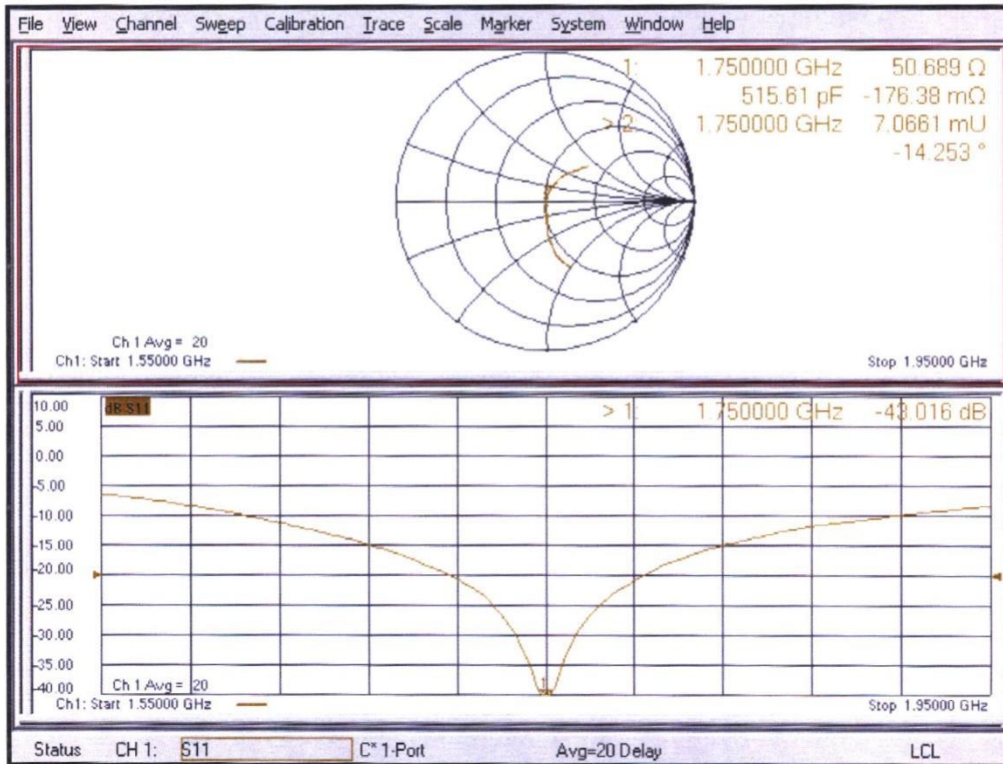 File View Channel Sweep Calibration Trace Scale Marker System Window Help
1: 1.750000 GHz 50.689 Ω
515.61 pF -176.38 mΩ
> 2: 1.750000 GHz 7.0661 mU
-14.253 °
Ch 1 Avg = 20
Ch1: Start 1.55000 GHz Stop 1.95000 GHz
10.00 dB S11 > 1: 1.750000 GHz -43.016 dB
5.00
0.00
-5.00
-10.00
-15.00
-20.00
-25.00
-30.00
-35.00
-40.00 Ch 1 Avg = 20 1
Ch1: Start 1.55000 GHz Stop 1.95000 GHz
Status CH 1: S11 C* 1-Port Avg=20 Delay LCL